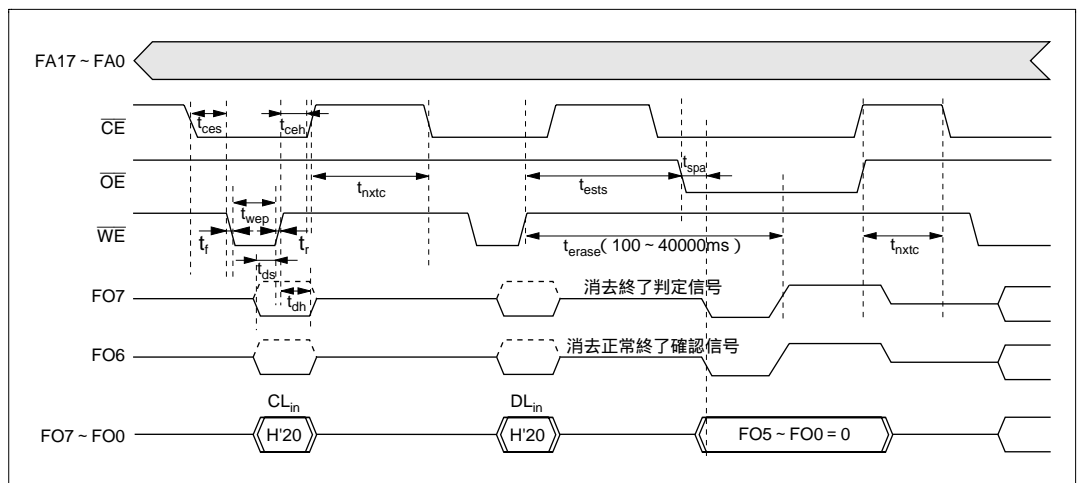 FA17 ~ FA0
CE
tces
tceh
OE
tnxtc
tests
tspa
WE
twep
tf
tr
terase(100 ~ 40000ms)
tnxtc
tds
FO7
tdh
消去終了判定信号
FO6
消去正常終了確認信号
CLin
DLin
FO7 ~ FO0
H'20
H'20
FO5 ~ FO0 = 0